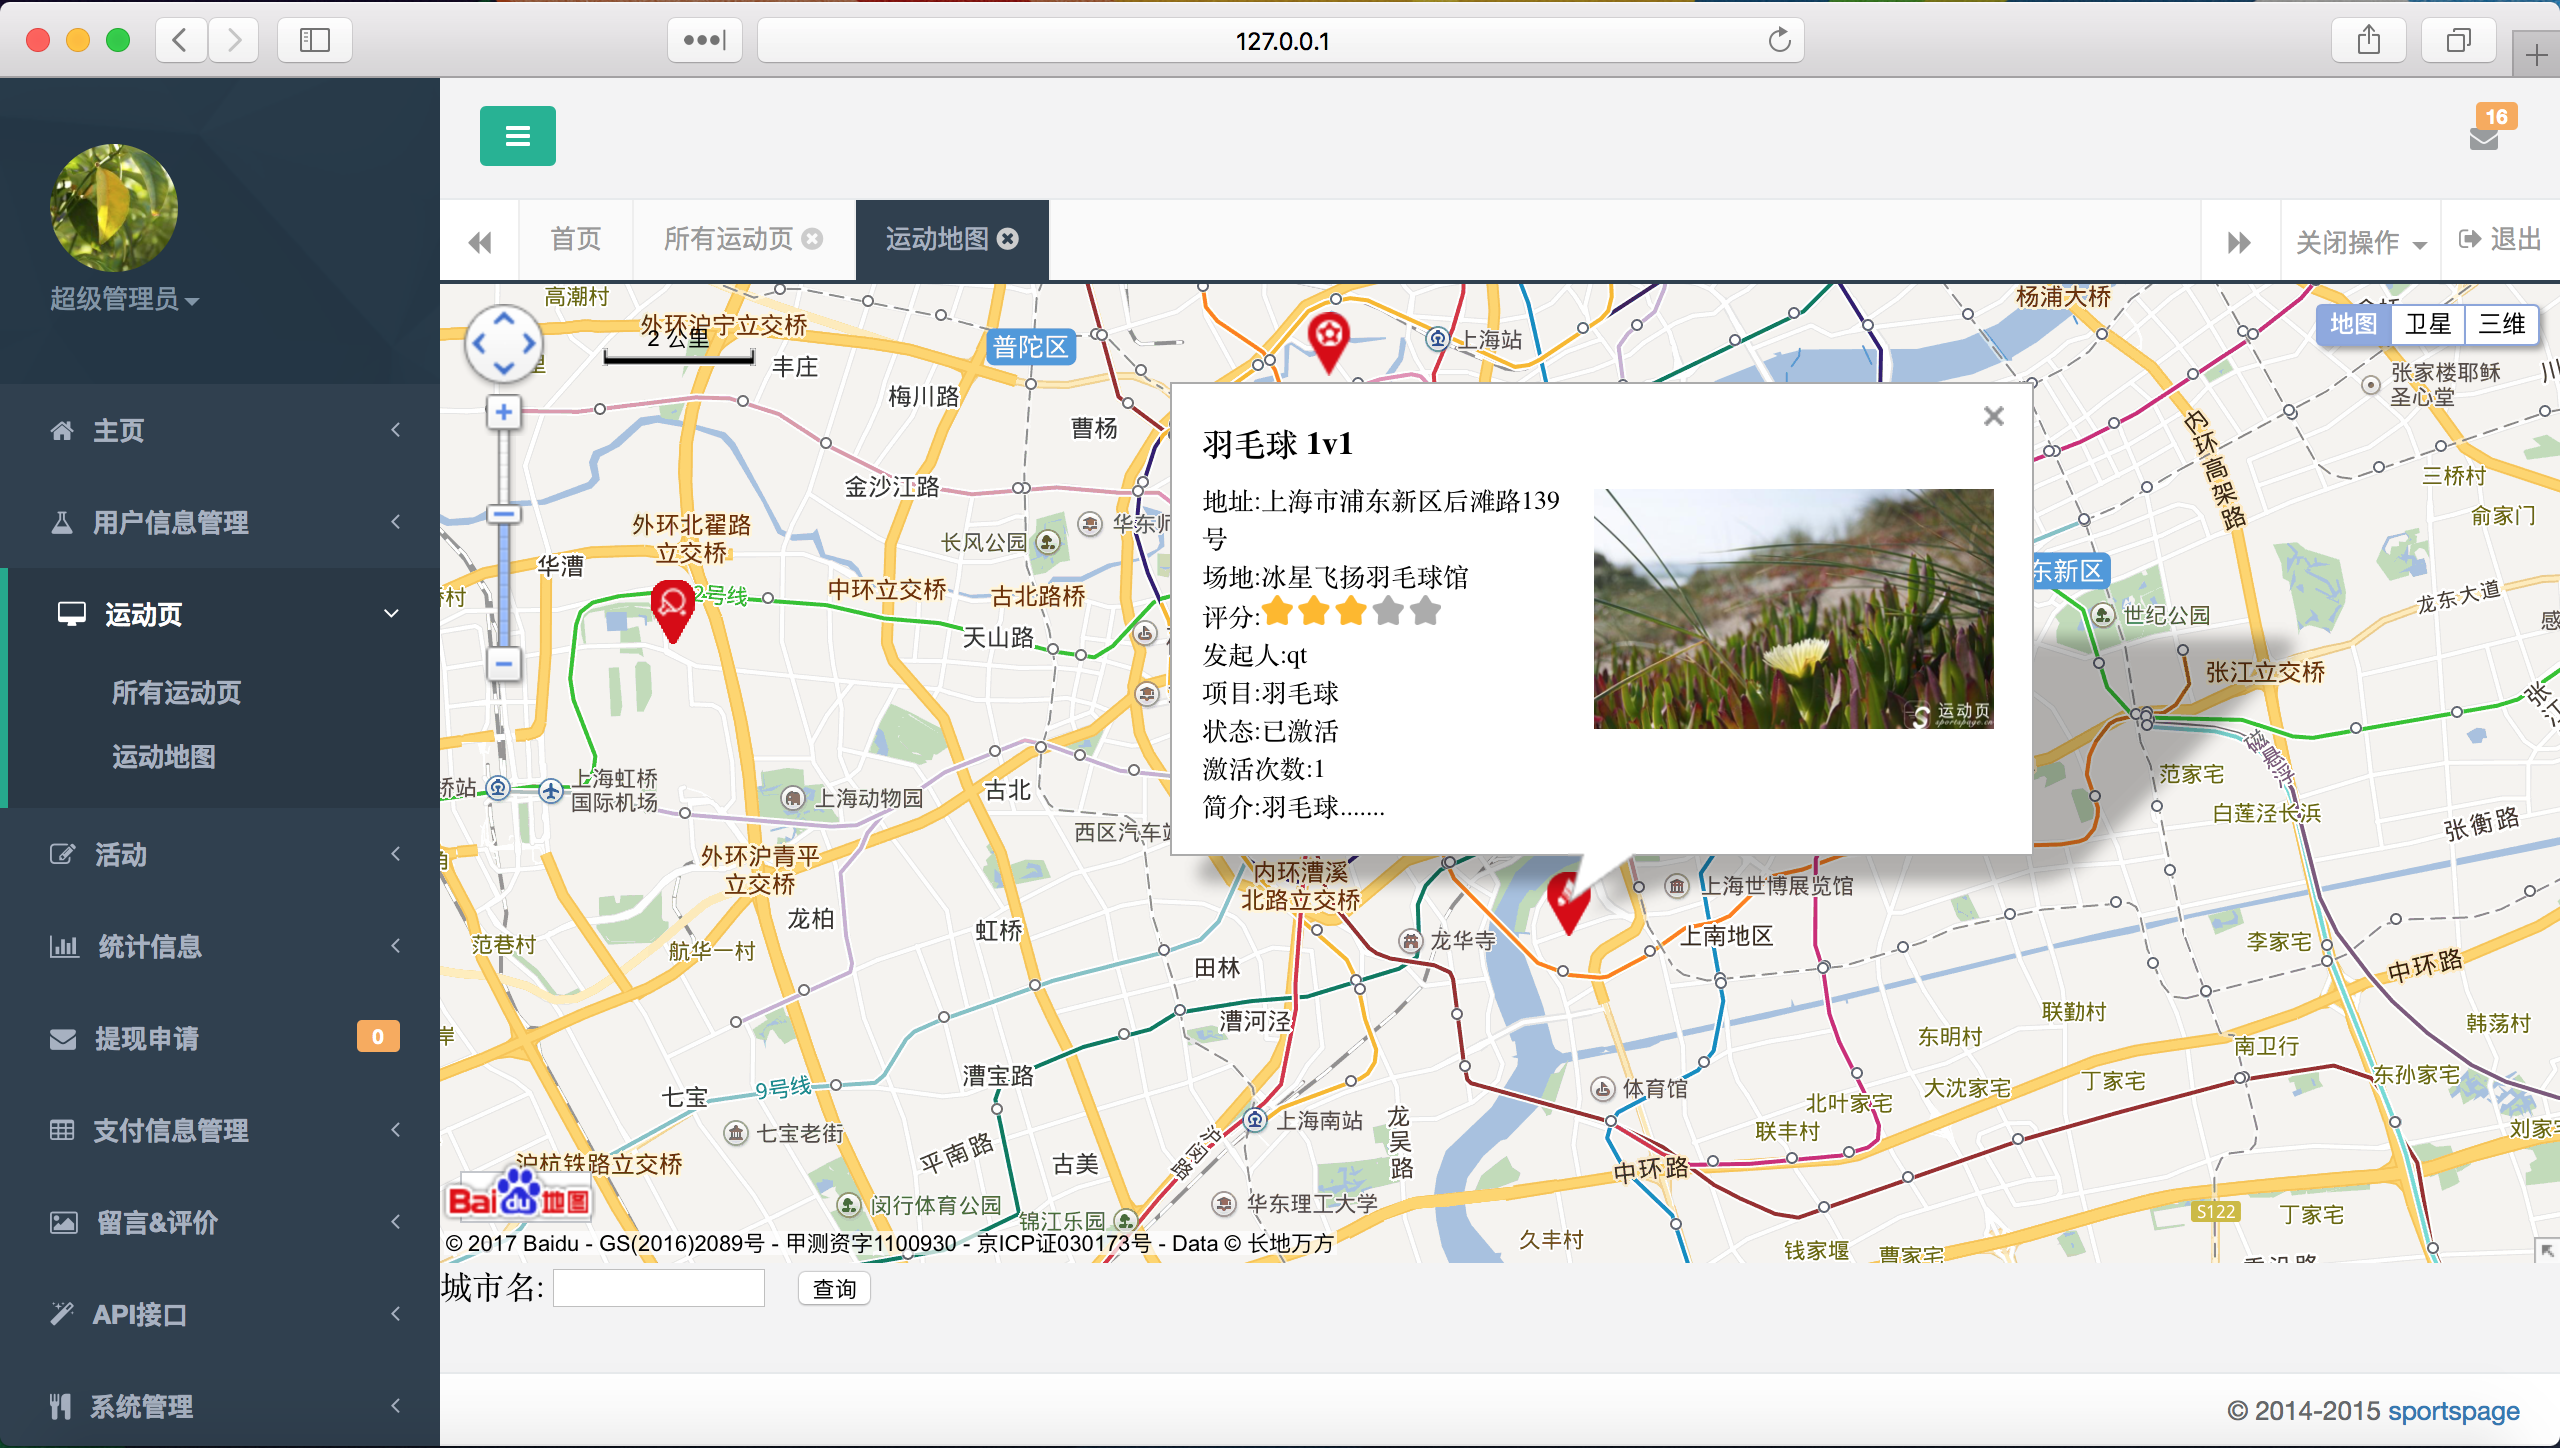 127.0.0.1
16
首页
所有运动页
运动地图
关闭操作
退出
超级管理员
主页
用户信息管理
运动页
所有运动页
运动地图
活动
统计信息
提现申请 0
支付信息管理
留言&评价
API接口
系统管理
高潮村
外环沪宁立交桥
2 公里
丰庄
普陀区
上海站
杨浦大桥
地图 卫星 三维
张家楼耶稣
圣心堂
梅川路
曹杨
金沙江路
内环高架路
三桥村
俞家门
外环北翟路
立交桥
长风公园
华东师
华漕
2号线
中环立交桥
古北路桥
天山路
东新区
世纪公园
龙东大道
张江立交桥
羽毛球 1v1
地址:上海市浦东新区后滩路139
号
场地:冰星飞扬羽毛球馆
评分:
发起人:qt
项目:羽毛球
状态:已激活
激活次数:1
简介:羽毛球.......
运动页
sportspage.cn
磁悬浮
范家宅
白莲泾长浜
张衡路
桥站
上海虹桥
国际机场
上海动物园
古北
西区汽车站
外环沪青平
立交桥
内环漕溪
北路立交桥
上海世博展览馆
龙柏
虹桥
龙华寺
上南地区
范巷村
航华一村
田林
李家宅
中环路
漕河泾
联勤村
东明村
韩荡村
南卫行
漕宝路
七宝
9号线
体育馆
大沈家宅
丁家宅
东孙家宅
北叶家宅
七宝老街
上海南站
龙吴路
联丰村
刘家宅
沪闵路
平南路
古美
沪杭铁路立交桥
中环路
Bai du 地图
闵行体育公园
锦江乐园
华东理工大学
S122
丁家宅
久丰村
钱家堰
曹家宅
© 2017 Baidu - GS(2016)2089号 - 甲测资字1100930 - 京ICP证030173号 - Data © 长地万方
城市名:
查询
© 2014-2015 sportspage